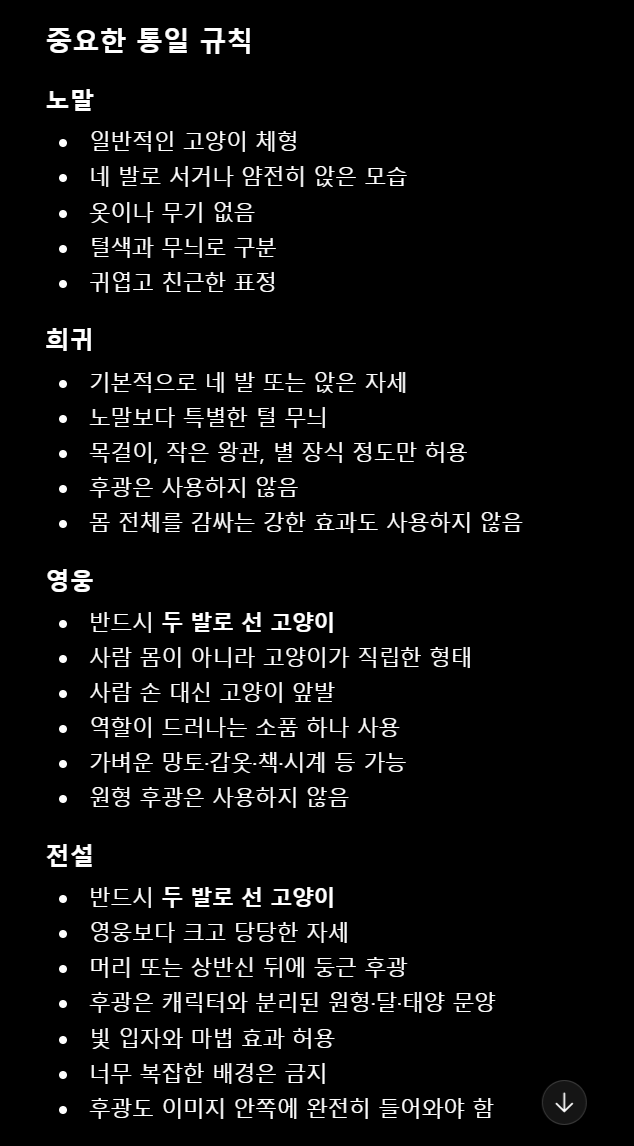 중요한 통일 규칙
노말
• 일반적인 고양이 체형
• 네 발로 서거나 얌전히 앉은 모습
• 옷이나 무기 없음
• 털색과 무늬로 구분
• 귀엽고 친근한 표정
희귀
• 기본적으로 네 발 또는 앉은 자세
• 노말보다 특별한 털 무늬
• 목걸이, 작은 왕관, 별 장식 정도만 허용
• 후광은 사용하지 않음
• 몸 전체를 감싸는 강한 효과도 사용하지 않음
영웅
• 반드시 두 발로 선 고양이
• 사람 몸이 아니라 고양이가 직립한 형태
• 사람 손 대신 고양이 앞발
• 역할이 드러나는 소품 하나 사용
• 가벼운 망토·갑옷·책·시계 등 가능
• 원형 후광은 사용하지 않음
전설
• 반드시 두 발로 선 고양이
• 영웅보다 크고 당당한 자세
• 머리 또는 상반신 뒤에 둥근 후광
• 후광은 캐릭터와 분리된 원형·달·태양 문양
• 빛 입자와 마법 효과 허용
• 너무 복잡한 배경은 금지
• 후광도 이미지 안쪽에 완전히 들어와야 함